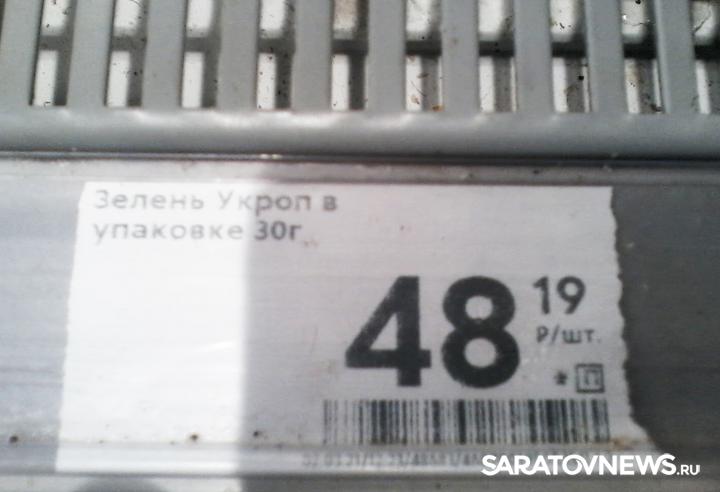 Зелень Укроп в
упаковке 30г
48 19
₽/шт.
* П
SARATOVNEWS.RU